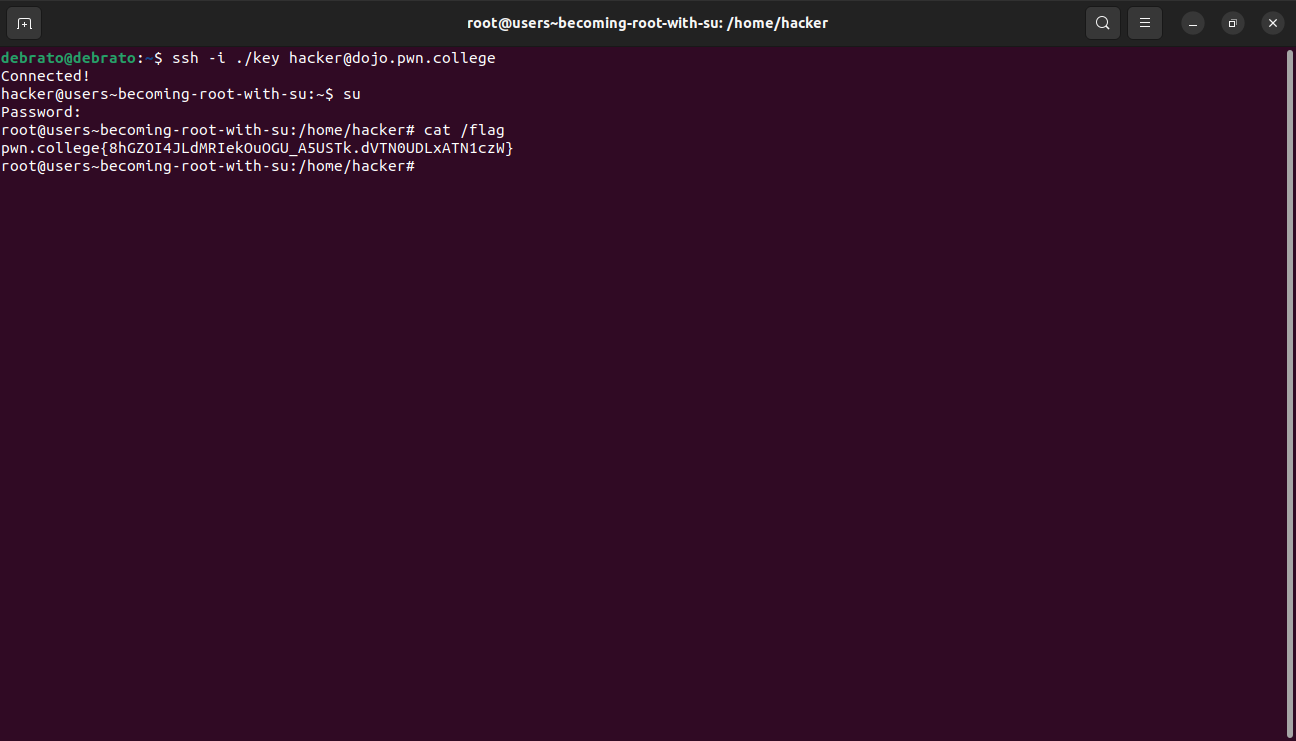 root@users~becoming-root-with-su: /home/hacker
debrato@debrato:~$ ssh -i ./key hacker@dojo.pwn.college
Connected!
hacker@users~becoming-root-with-su:~$ su
Password:
root@users~becoming-root-with-su:/home/hacker# cat /flag
pwn.college{8hGZOI4JLdMRIekOuOGU_A5USTk.dVTN0UDLxATN1czW}
root@users~becoming-root-with-su:/home/hacker#